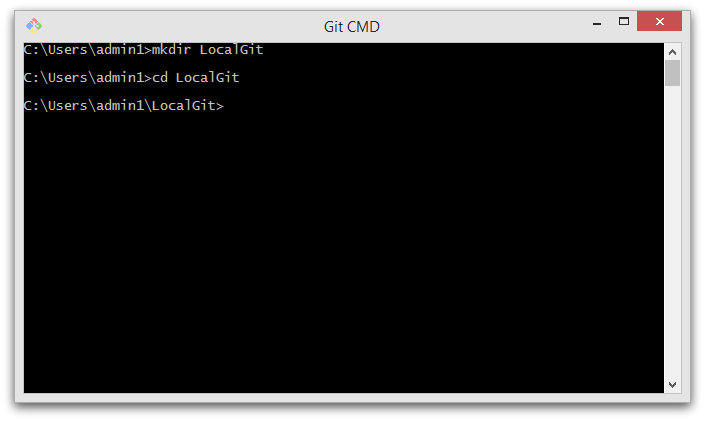 Git CMD
C:\Users\admin1>mkdir LocalGit
C:\Users\admin1>cd LocalGit
C:\Users\admin1\LocalGit>